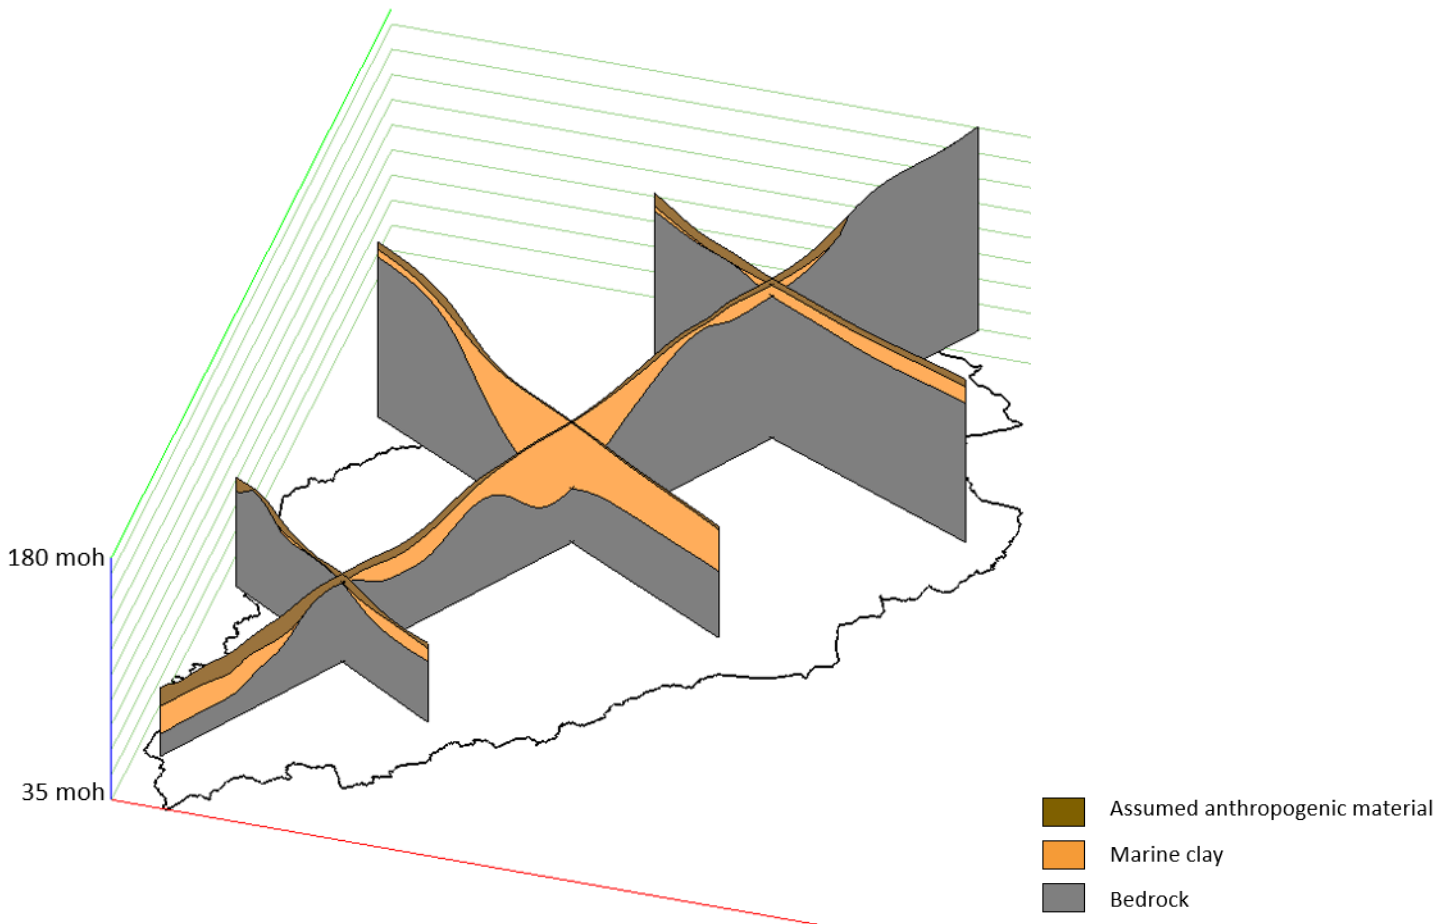 180 moh
35 moh
Assumed anthropogenic material
Marine clay
Bedrock